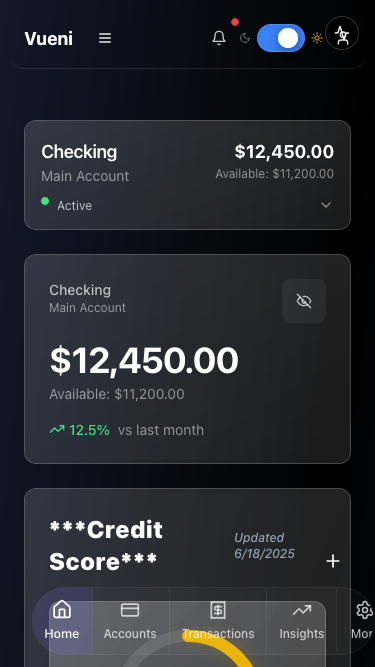 Vueni
Checking
$12,450.00
Main Account
Available: $11,200.00
Active
Checking
Main Account
$12,450.00
Available: $11,200.00
12.5% vs last month
***Credit
Score***
Updated
6/18/2025
Home
Accounts
Transactions
Insights
Mor